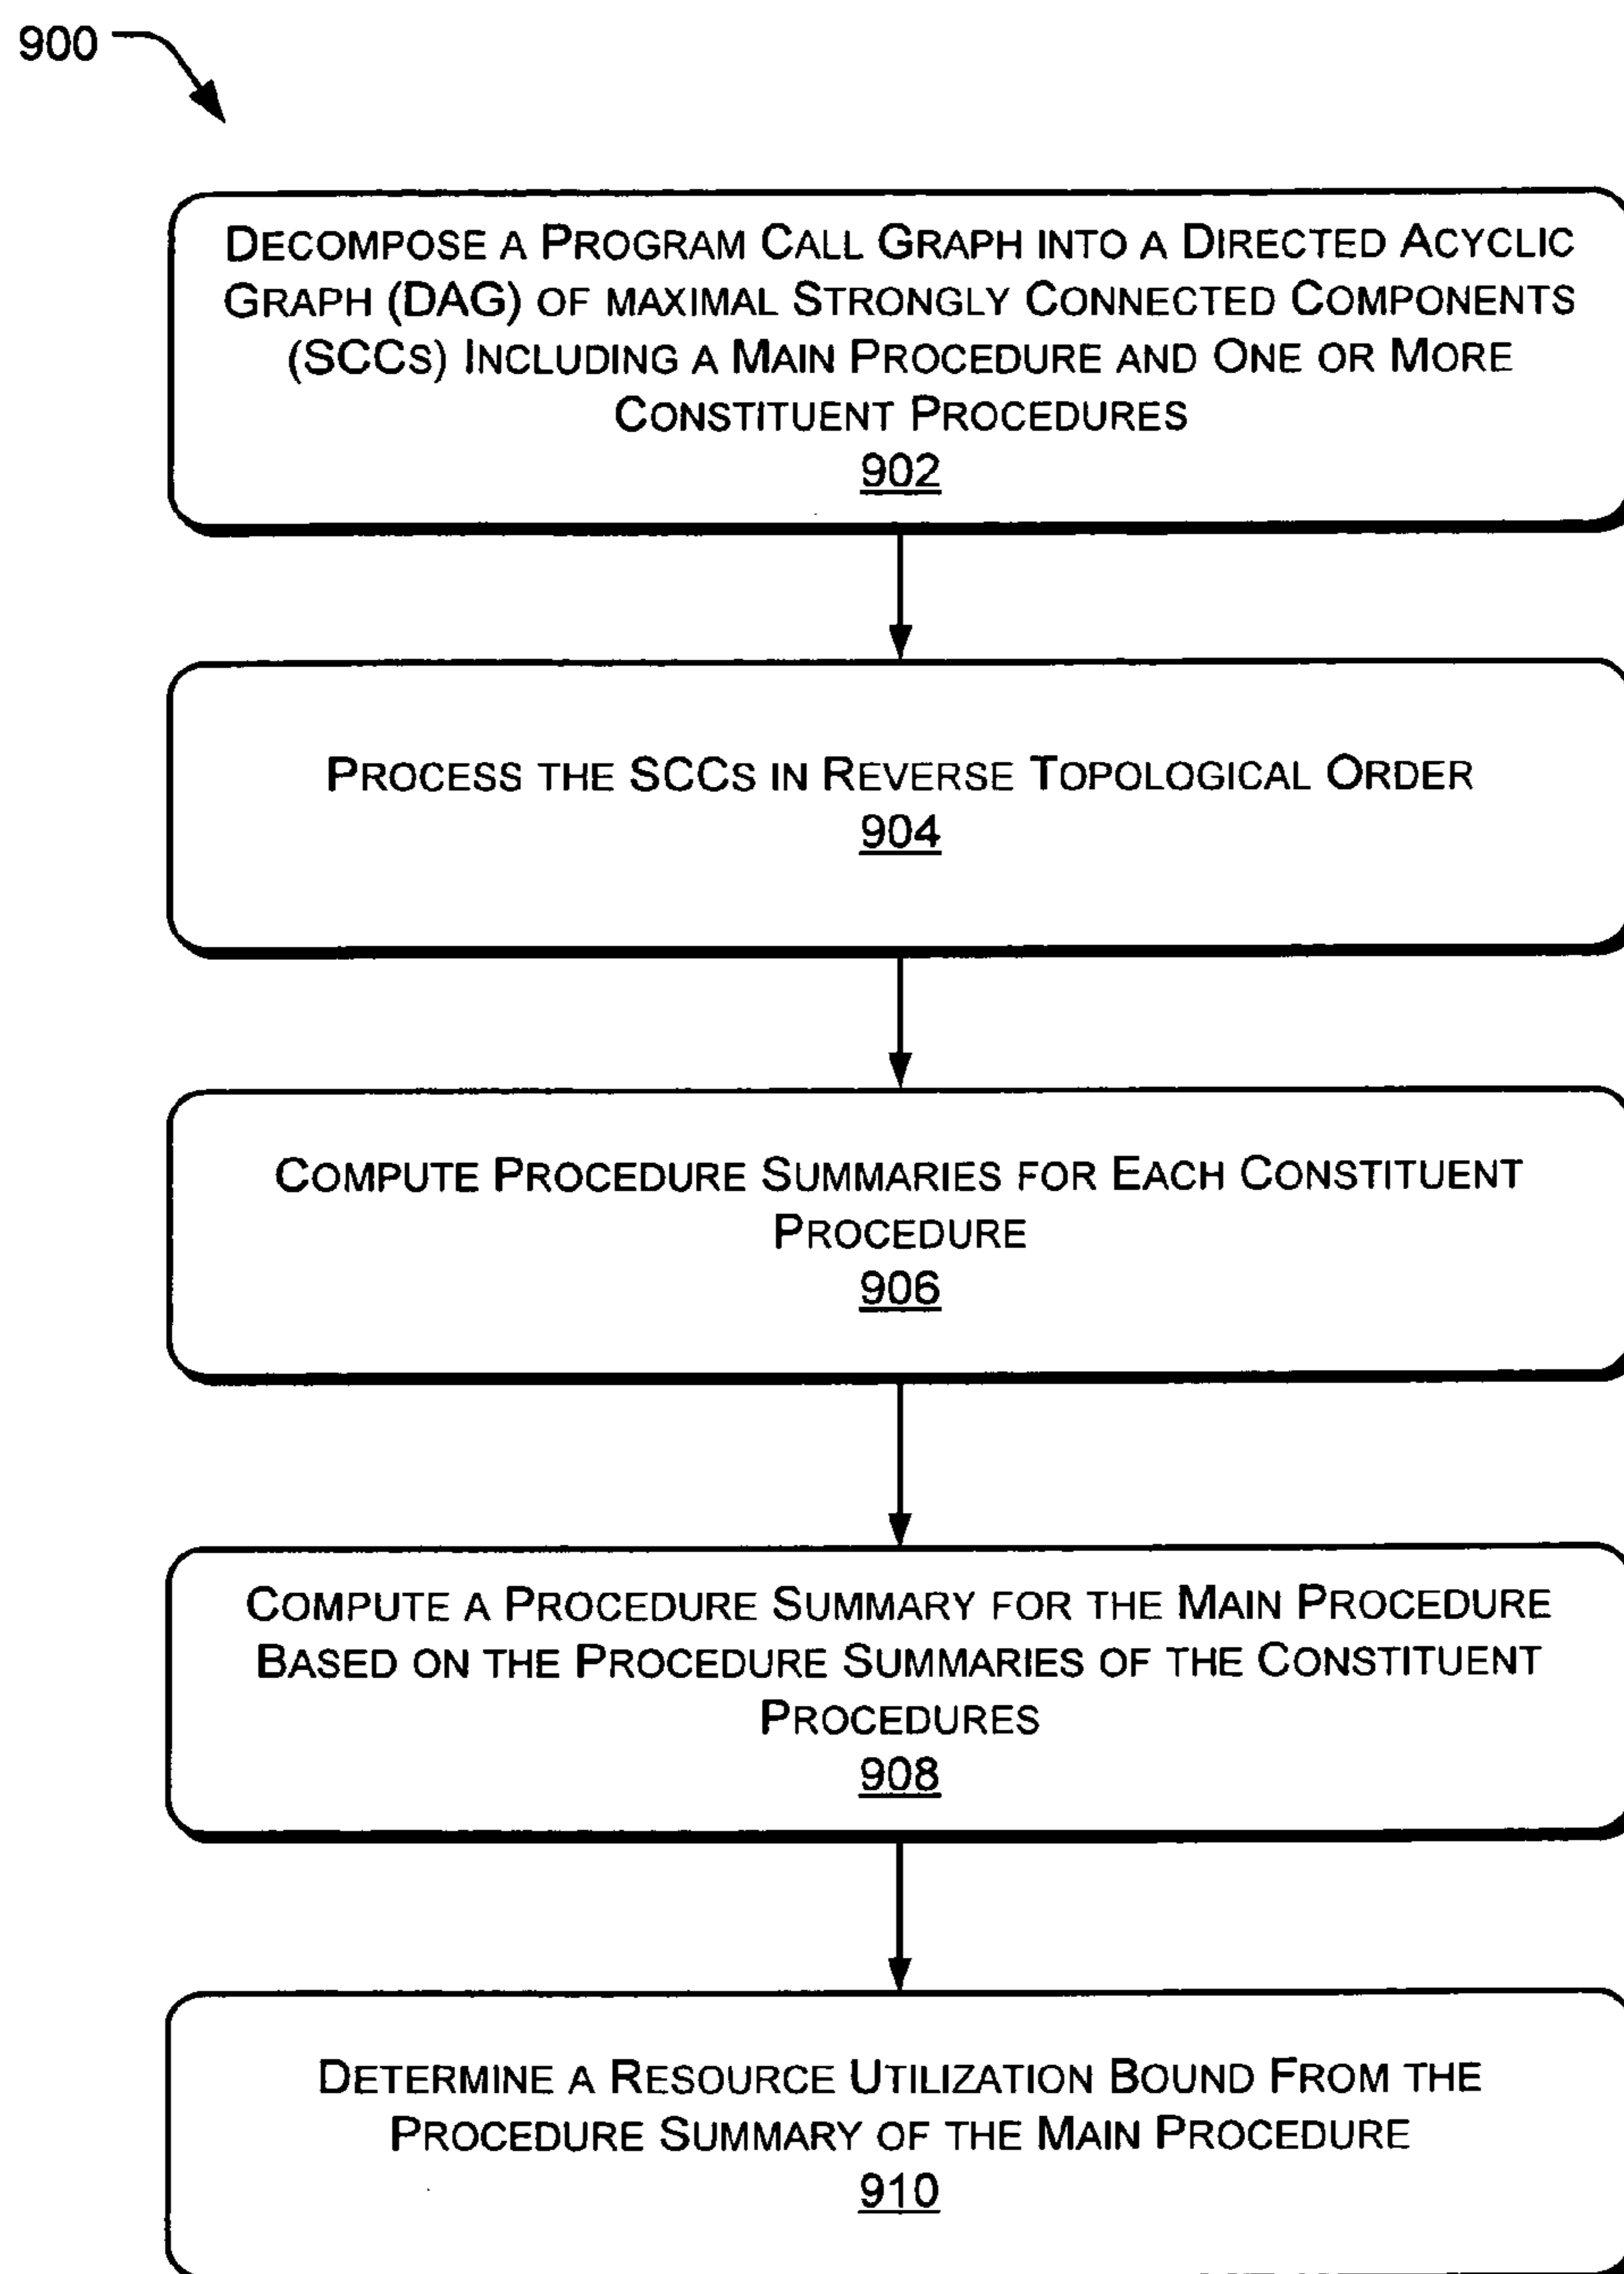 900
DECOMPOSE A PROGRAM CALL GRAPH INTO A DIRECTED ACYCLIC
GRAPH (DAG) OF MAXIMAL STRONGLY CONNECTED COMPONENTS
(SCCS) INCLUDING A MAIN PROCEDURE AND ONE OR MORE
CONSTITUENT PROCEDURES
902
PROCESS THE SCCS IN REVERSE TOPOLOGICAL ORDER
904
COMPUTE PROCEDURE SUMMARIES FOR EACH CONSTITUENT
PROCEDURE
906
COMPUTE A PROCEDURE SUMMARY FOR THE MAIN PROCEDURE
BASED ON THE PROCEDURE SUMMARIES OF THE CONSTITUENT
PROCEDURES
908
DETERMINE A RESOURCE UTILIZATION BOUND FROM THE
PROCEDURE SUMMARY OF THE MAIN PROCEDURE
910